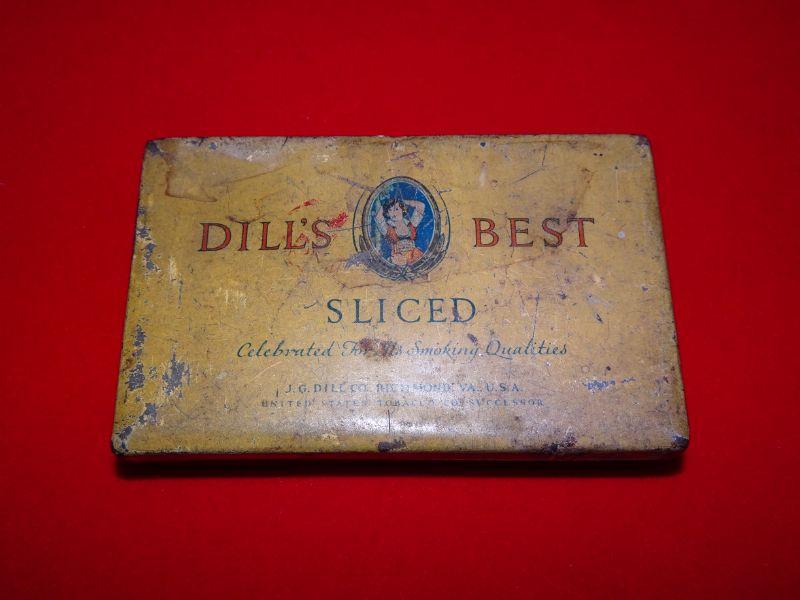 DILL'S BEST
SLICED
Celebrated For Its Smoking Qualities
J. G. DILL CO. RICHMOND, VA., U.S.A.
UNITED STATES TOBACCO CO. SUCCESSOR